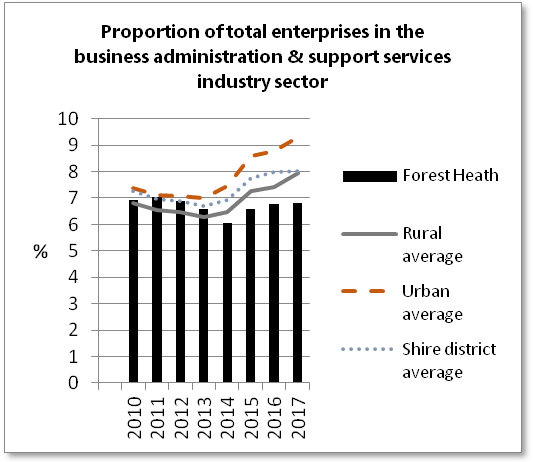 Proportion of total enterprises in the
business administration & support services
industry sector
10
9
8
7
6
5
4
3
2
1
0
%
2010
2011
2012
2013
2014
2015
2016
2017
Forest Heath
Rural
average
Urban
average
Shire district
average